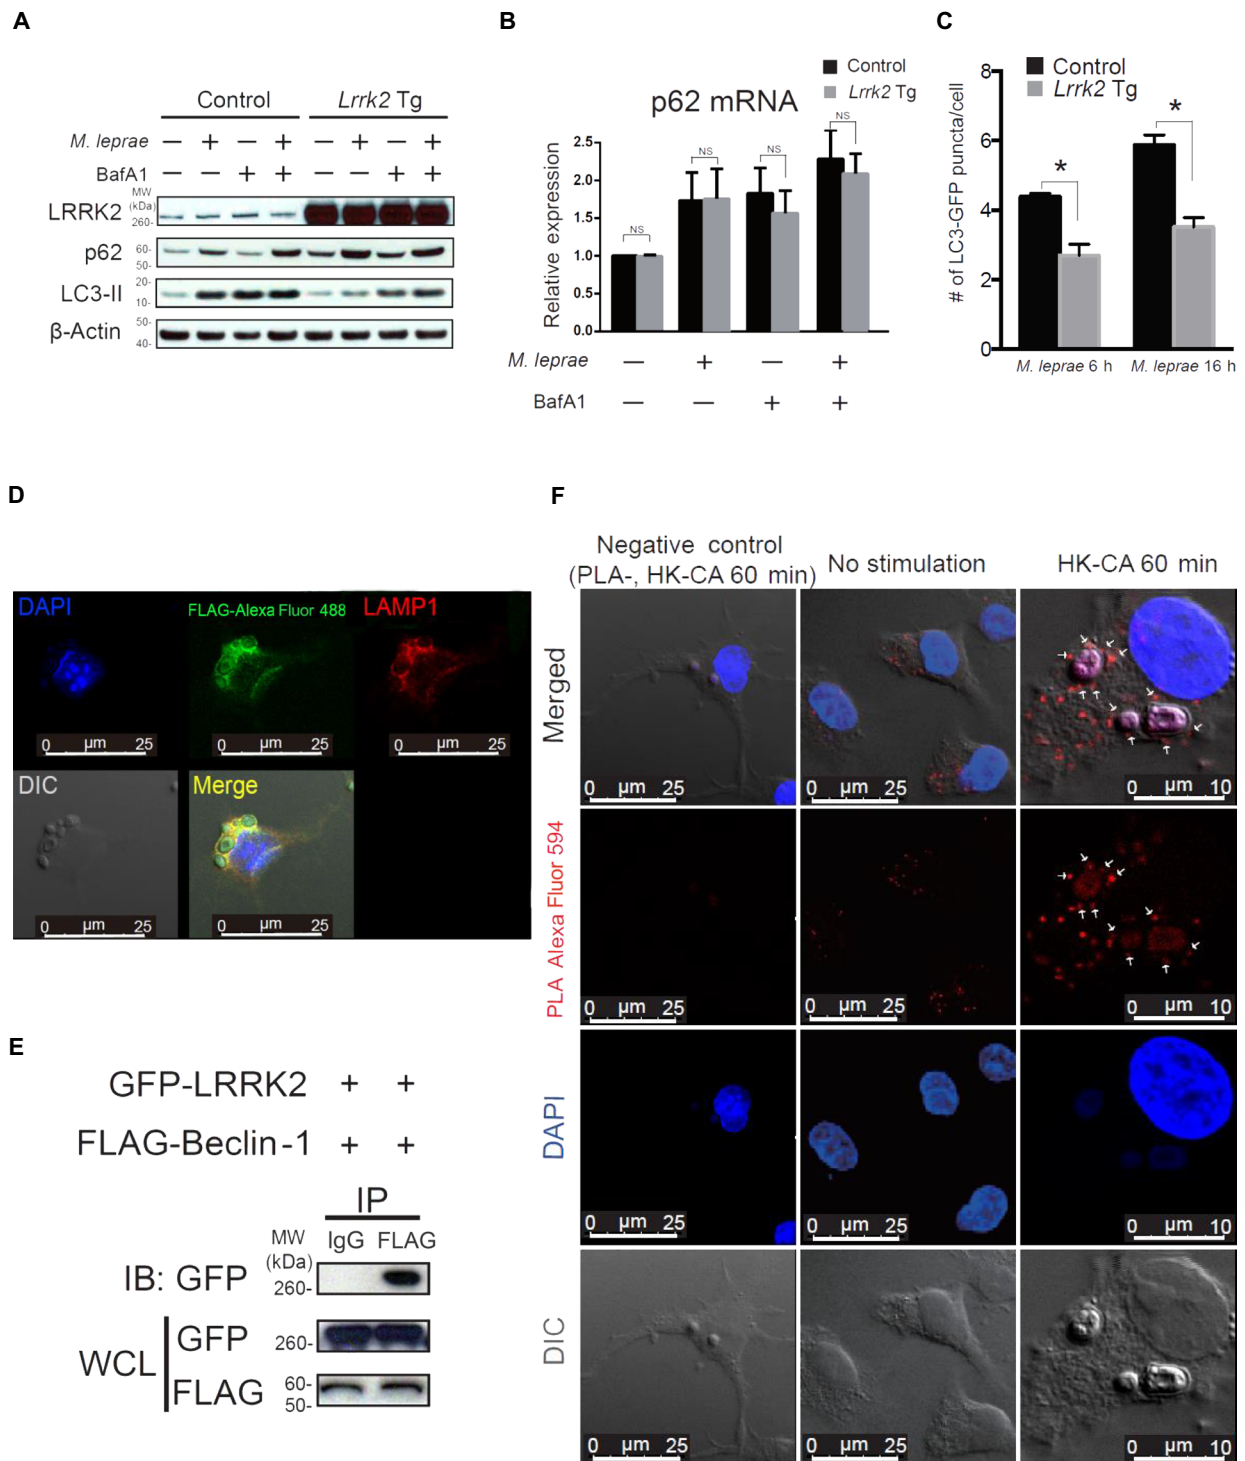 A
Control
Lrrk2 Tg
M. leprae — + — + — + — +
BafA1 — — + + — — + +
MW
(kDa)
LRRK2 260-
p62 60-
50-
LC3-II 20-
10-
β-Actin 50-
40-
B
Control
Lrrk2 Tg
p62 mRNA
Relative expression
2.5
2.0
1.5
1.0
0.5
0.0
NS
NS
NS
NS
M. leprae — + — +
BafA1 — — + +
C
Control
Lrrk2 Tg
# of LC3-GFP puncta/cell
8
6
4
2
0
*
*
M. leprae 6 h
M. leprae 16 h
D
DAPI
FLAG-Alexa Fluor 488
LAMP1
0 µm 25
0 µm 25
0 µm 25
DIC
Merge
0 µm 25
0 µm 25
E
GFP-LRRK2 + +
FLAG-Beclin-1 + +
IP
MW
(kDa)
IgG FLAG
IB: GFP 260-
WCL
GFP 260-
FLAG 60-
50-
F
Negative control
(PLA-, HK-CA 60 min)
No stimulation
HK-CA 60 min
Merged
0 µm 25
0 µm 25
0 µm 10
PLA Alexa Fluor 594
0 µm 25
0 µm 25
0 µm 10
DAPI
0 µm 25
0 µm 25
0 µm 10
DIC
0 µm 25
0 µm 25
0 µm 10